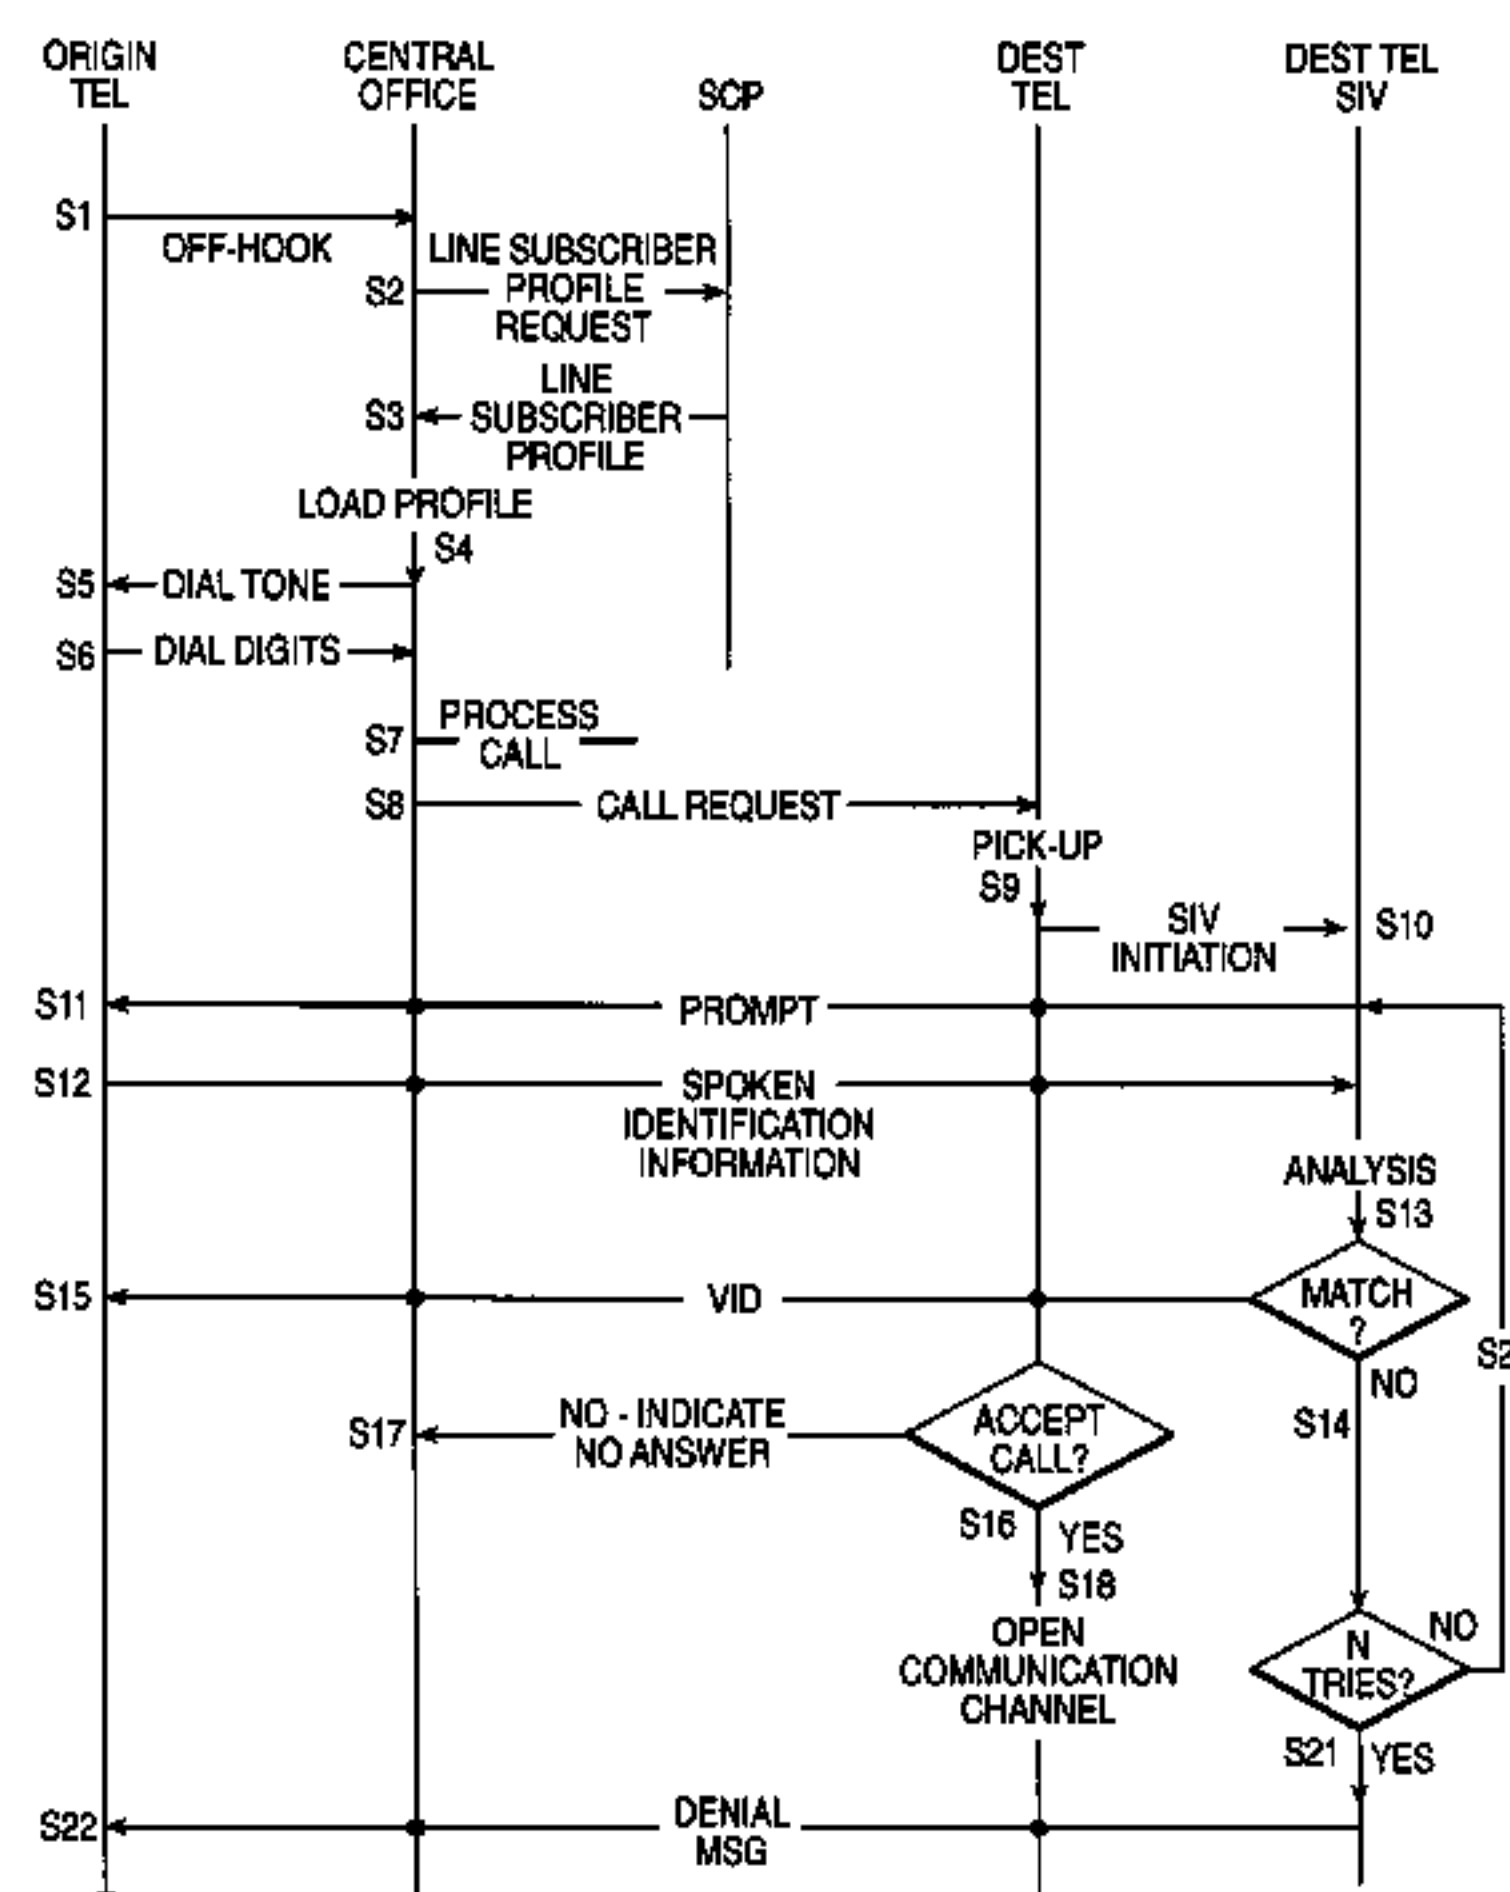 ORIGIN
TEL
CENTRAL
OFFICE
SCP
DEST
TEL
DEST TEL
SIV
S1
OFF-HOOK
S2
LINE SUBSCRIBER
PROFILE
REQUEST
S3
LINE
SUBSCRIBER
PROFILE
LOAD PROFILE
S4
S5
DIAL TONE
S6
DIAL DIGITS
S7
PROCESS
CALL
S8
CALL REQUEST
PICK-UP
S9
SIV
INITIATION
S10
S11
PROMPT
S12
SPOKEN
IDENTIFICATION
INFORMATION
ANALYSIS
S13
S15
VID
MATCH
?
NO
S14
S17
NO - INDICATE
NO ANSWER
ACCEPT
CALL?
S16
YES
S18
OPEN
COMMUNICATION
CHANNEL
N
TRIES?
NO
S21
YES
S22
DENIAL
MSG